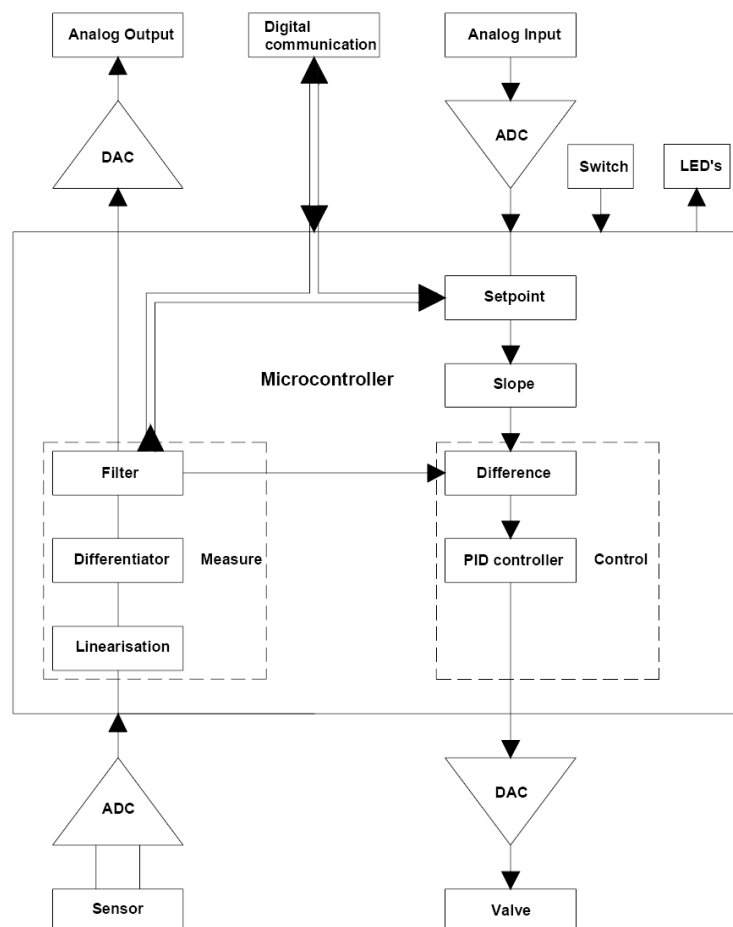 Analog Output
Digital
communication
Analog Input
DAC
ADC
Switch
LED's
Setpoint
Microcontroller
Slope
Filter
Difference
Differentiator
Measure
PID controller
Control
Linearisation
ADC
DAC
Sensor
Valve